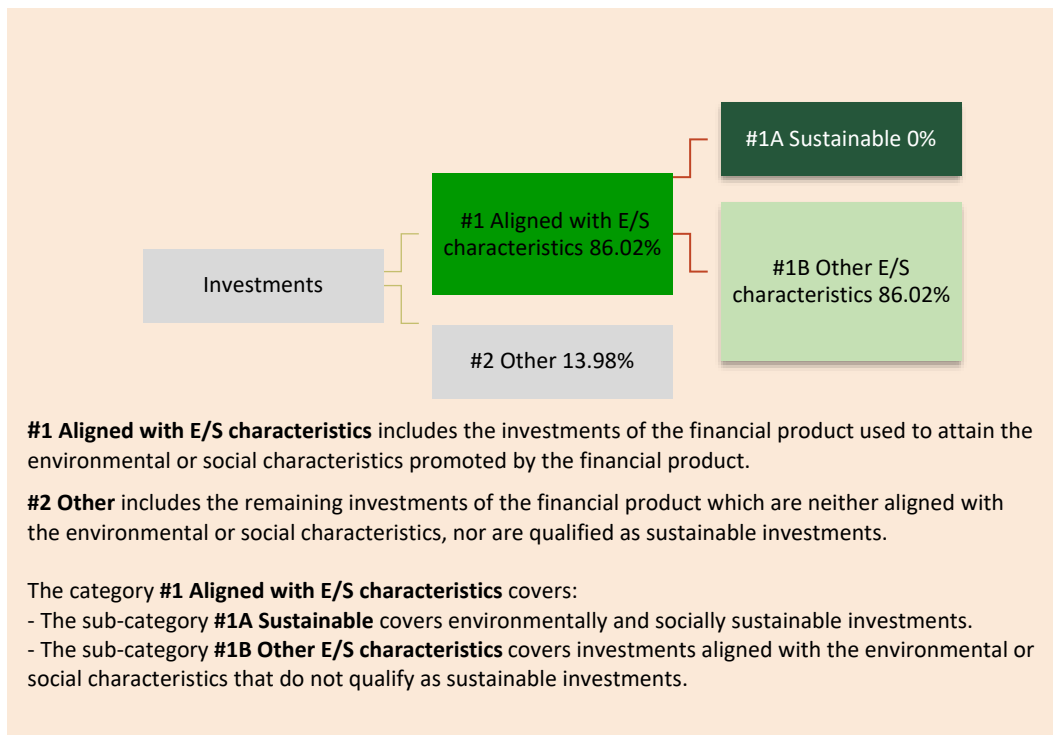 #1A Sustainable 0%
#1 Aligned with E/S
characteristics 86.02%
Investments
#1B Other E/S
characteristics 86.02%
#2 Other 13.98%
#1 Aligned with E/S characteristics includes the investments of the financial product used to attain the
environmental or social characteristics promoted by the financial product.
#2 Other includes the remaining investments of the financial product which are neither aligned with
the environmental or social characteristics, nor are qualified as sustainable investments.
The category #1 Aligned with E/S characteristics covers:
- The sub-category #1A Sustainable covers environmentally and socially sustainable investments.
- The sub-category #1B Other E/S characteristics covers investments aligned with the environmental or
social characteristics that do not qualify as sustainable investments.